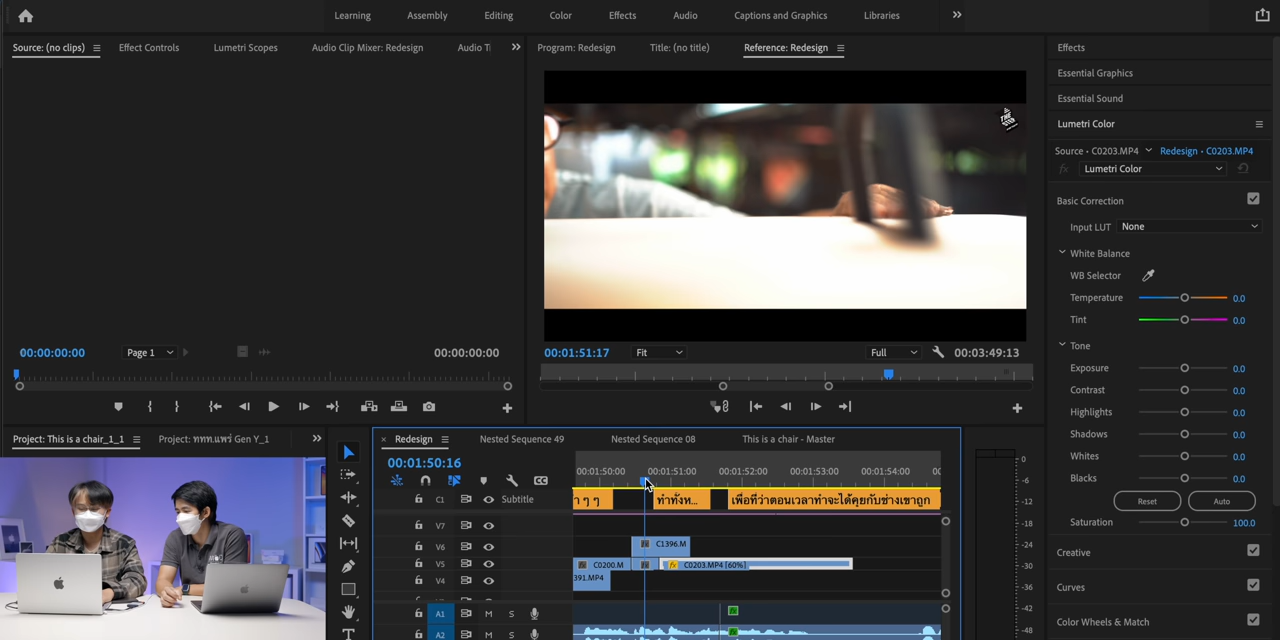 Learning Assembly Editing Color Effects Audio Captions and Graphics Libraries
Source: (no clips) Effect Controls Lumetri Scopes Audio Clip Mixer: Redesign Audio T
Program: Redesign Title: (no title) Reference: Redesign
THE
00:00:00:00 Page 1 00:00:00:00
00:01:51:17 Fit Full 00:03:49:13
Effects
Essential Graphics
Essential Sound
Lumetri Color
Source • C0203.MP4 Redesign • C0203.MP4
fx Lumetri Color
Basic Correction
Input LUT None
White Balance
WB Selector
Temperature 0.0
Tint 0.0
Tone
Exposure 0.0
Contrast 0.0
Highlights 0.0
Shadows 0.0
Whites 0.0
Blacks 0.0
Reset Auto
Saturation 100.0
Creative
Curves
Color Wheels & Match
Project: This is a chair_1_1 Project: ททท.แพร่ Gen Y_1
× Redesign Nested Sequence 49 Nested Sequence 08 This is a chair - Master
00:01:50:16
CC
00:01:50:00 00:01:51:00 00:01:52:00 00:01:53:00 00:01:54:00 00
C1 Subtitle
า ๆ ๆ ท่าทั้งห... เพื่อที่ว่าตอนเวลาทำจะได้คุยกับช่างเขาถูก
V7
V6 C1396.M
V5 C0200.M fx C0203.MP4 [60%]
V4 391.MP4
A1 M S
A2 M S
T
0
-6
-12
-18
-24
-30
-36
-42
-48